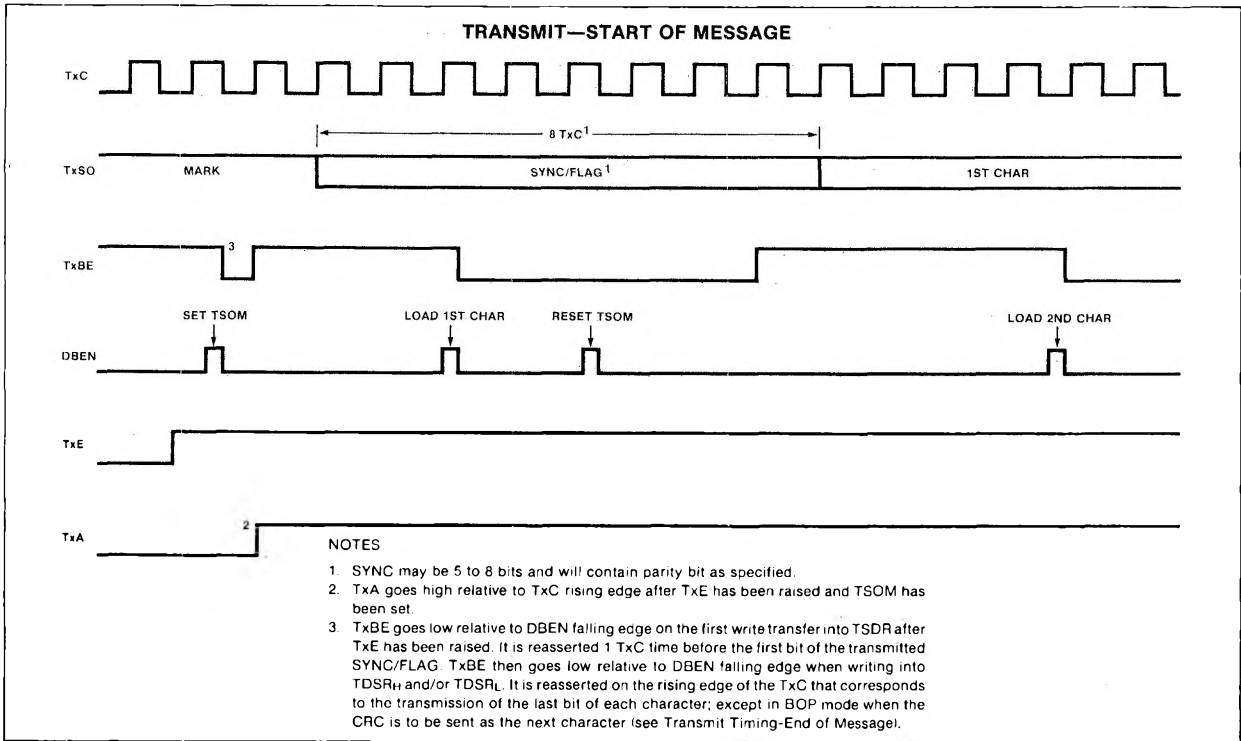 TRANSMIT—START OF MESSAGE
TxC
8 TxC1
TxSO
MARK
SYNC/FLAG1
1ST CHAR
3
TxBE
SET TSOM
LOAD 1ST CHAR
RESET TSOM
LOAD 2ND CHAR
DBEN
TxE
2
TxA
NOTES
1. SYNC may be 5 to 8 bits and will contain parity bit as specified.
2. TxA goes high relative to TxC rising edge after TxE has been raised and TSOM has
been set.
3. TxBE goes low relative to DBEN falling edge on the first write transfer into TSDR after
TxE has been raised. It is reasserted 1 TxC time before the first bit of the transmitted
SYNC/FLAG. TxBE then goes low relative to DBEN falling edge when writing into
TDSRH and/or TDSRL. It is reasserted on the rising edge of the TxC that corresponds
to the transmission of the last bit of each character; except in BOP mode when the
CRC is to be sent as the next character (see Transmit Timing-End of Message).